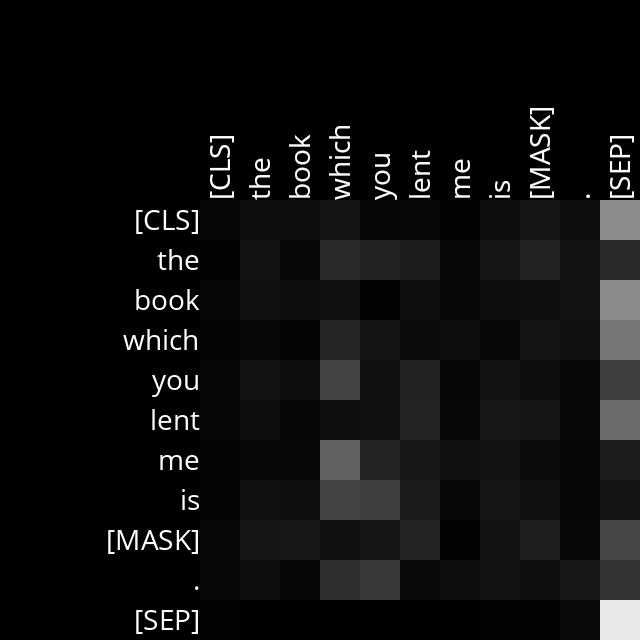 [CLS] the book which you lent me is [MASK] . [SEP]
[CLS]
the
book
which
you
lent
me
is
[MASK]
.
[SEP]